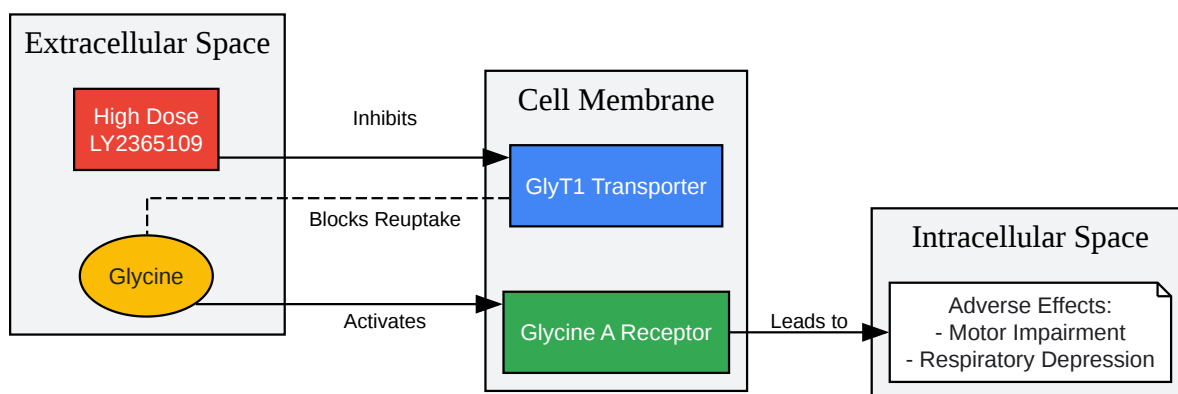 Extracellular Space
High Dose
LY2365109
Inhibits
Cell Membrane
GlyT1 Transporter
Blocks Reuptake
Glycine
Activates
Glycine A Receptor
Leads to
Intracellular Space
Adverse Effects:
- Motor Impairment
- Respiratory Depression